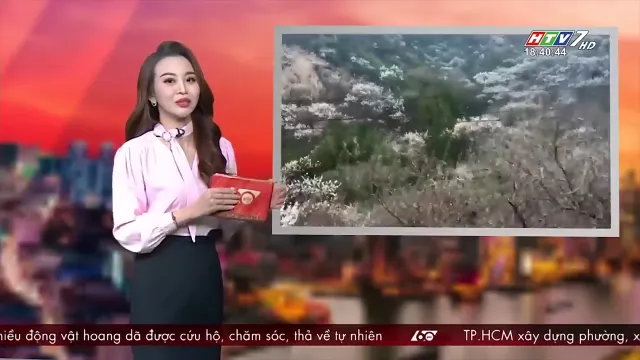 HTV7 HD
18:40:44
hiều động vật hoang dã được cứu hộ, chăm sóc, thả về tự nhiên 60 TP.HCM xây dựng phường, x